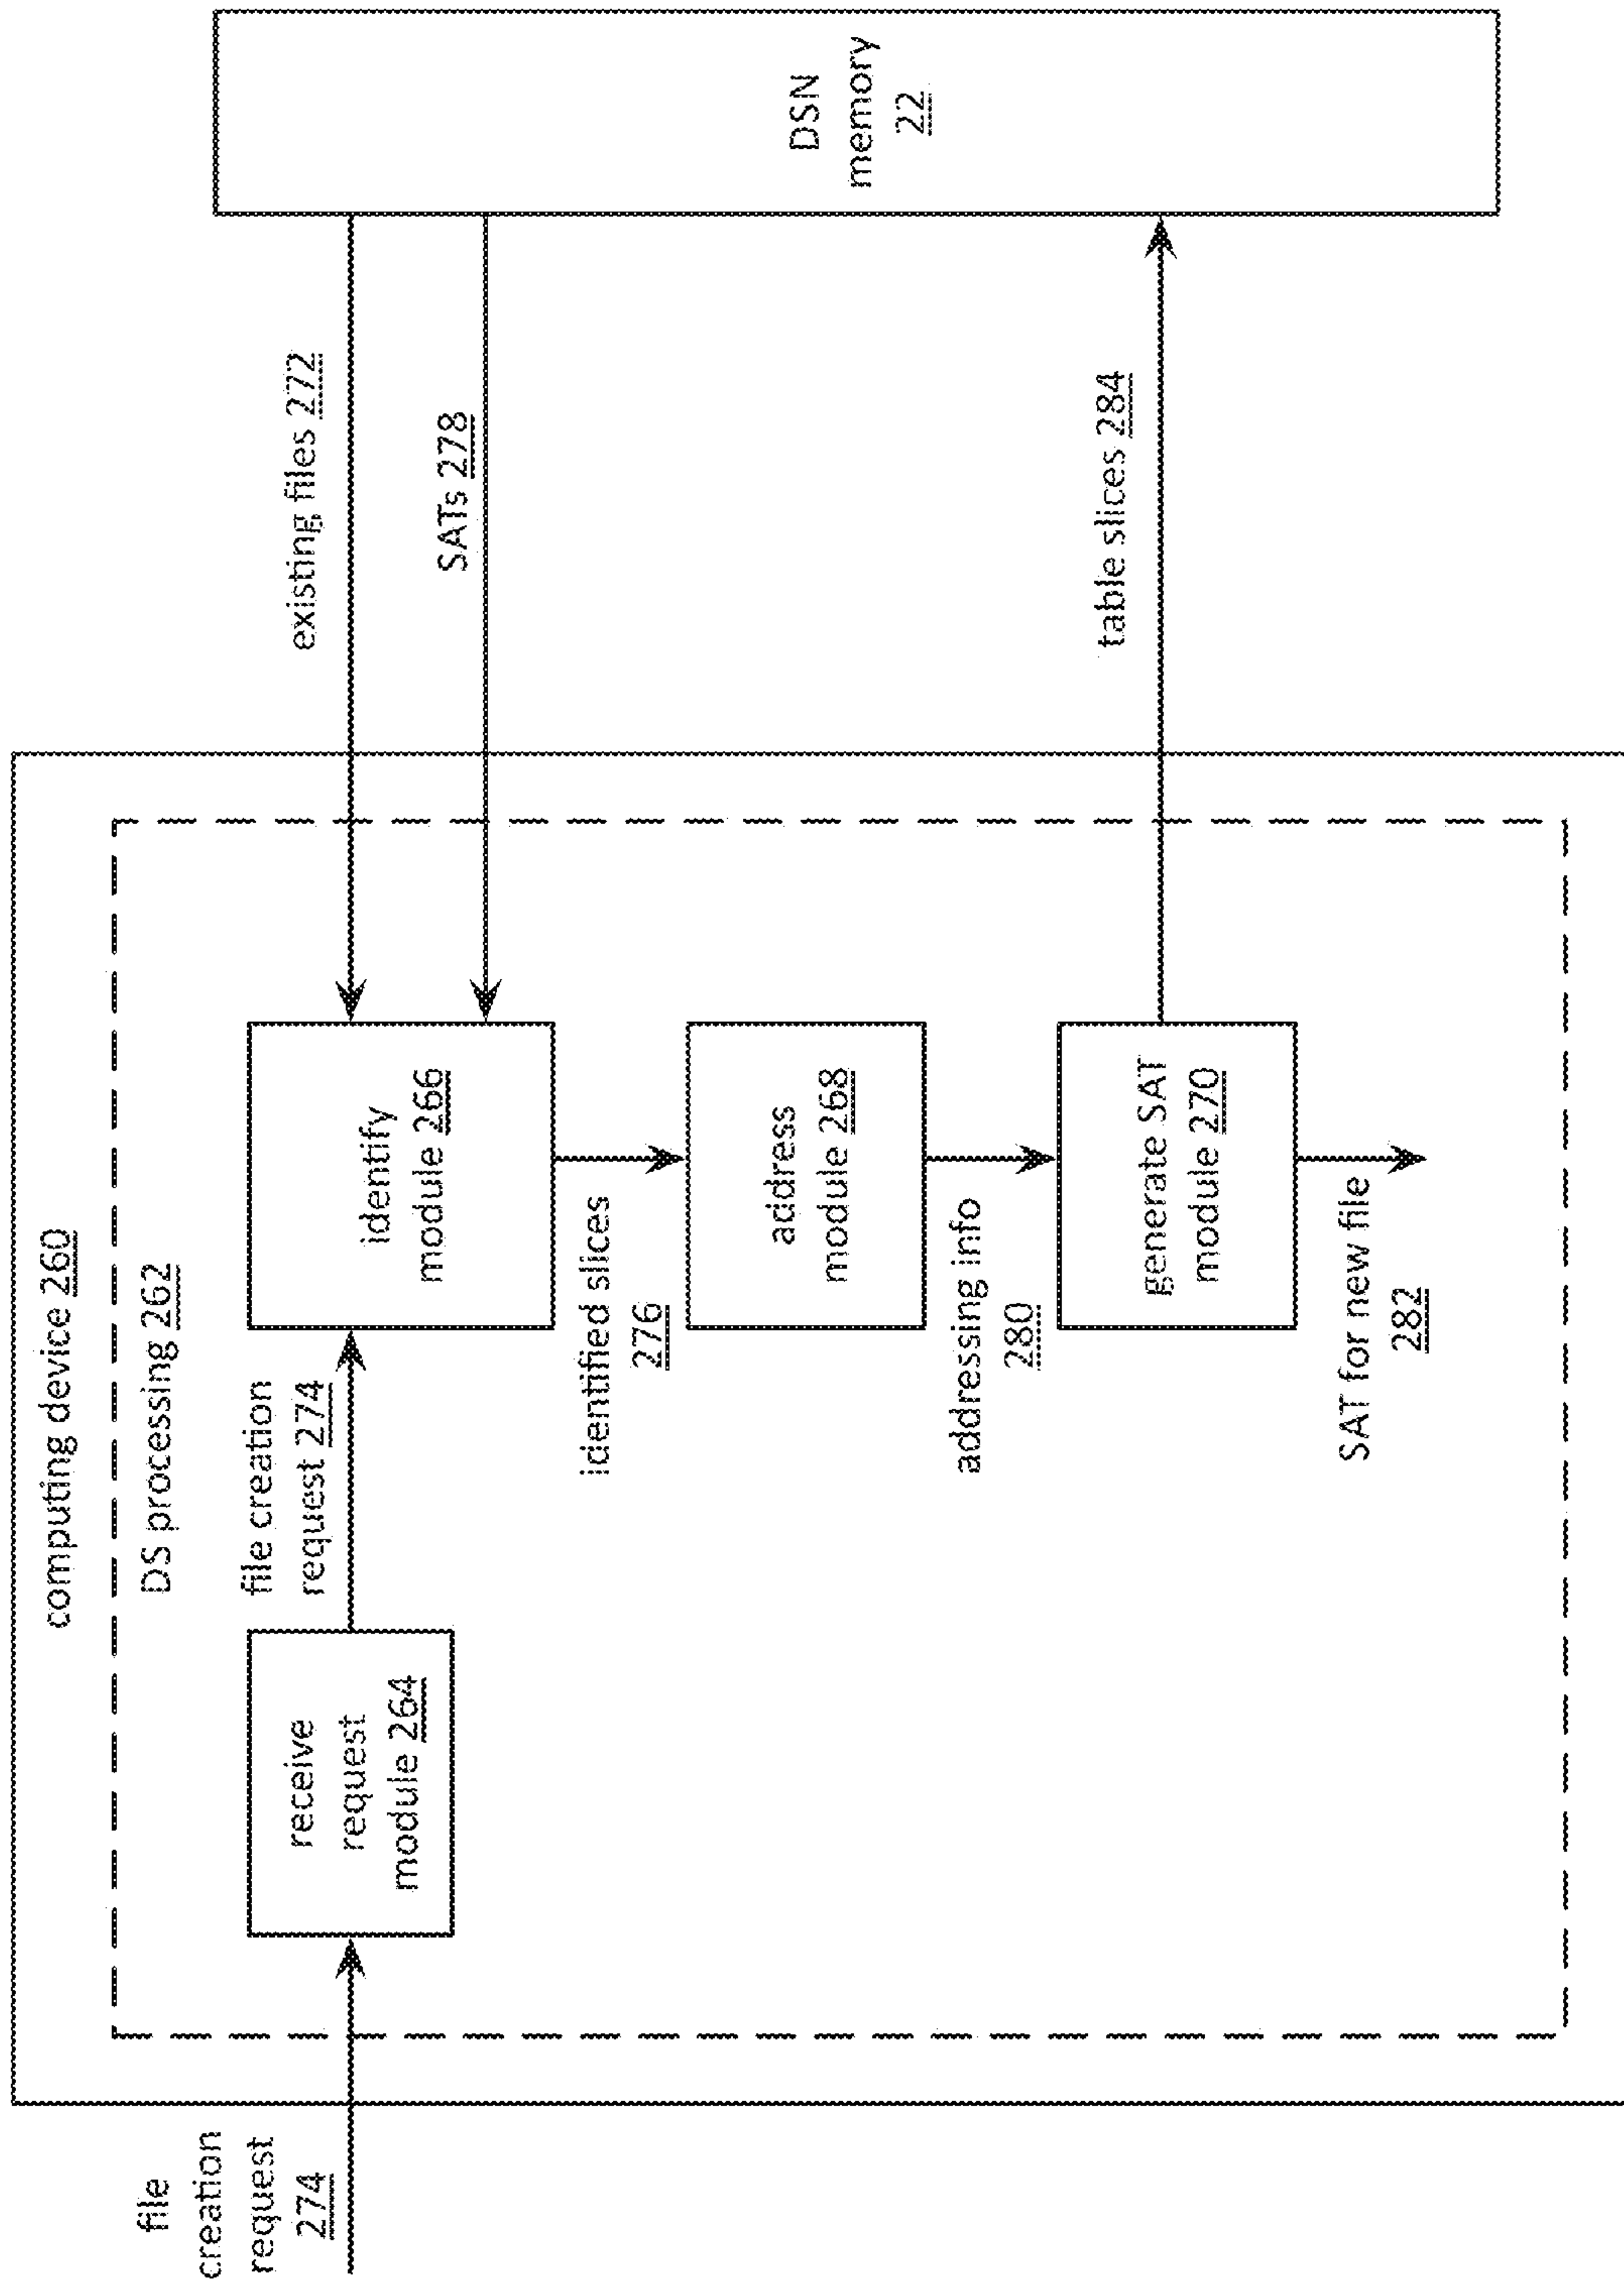 computing device 260
DS processing 262
file
creation
request
274
receive
request
module 264
file creation
request 274
identify
module 266
existing files 272
SATs 278
identified slices
276
address
module 268
addressing info
280
generate SAT
module 270
table slices 284
SAT for new file
282
DSN
memory
22